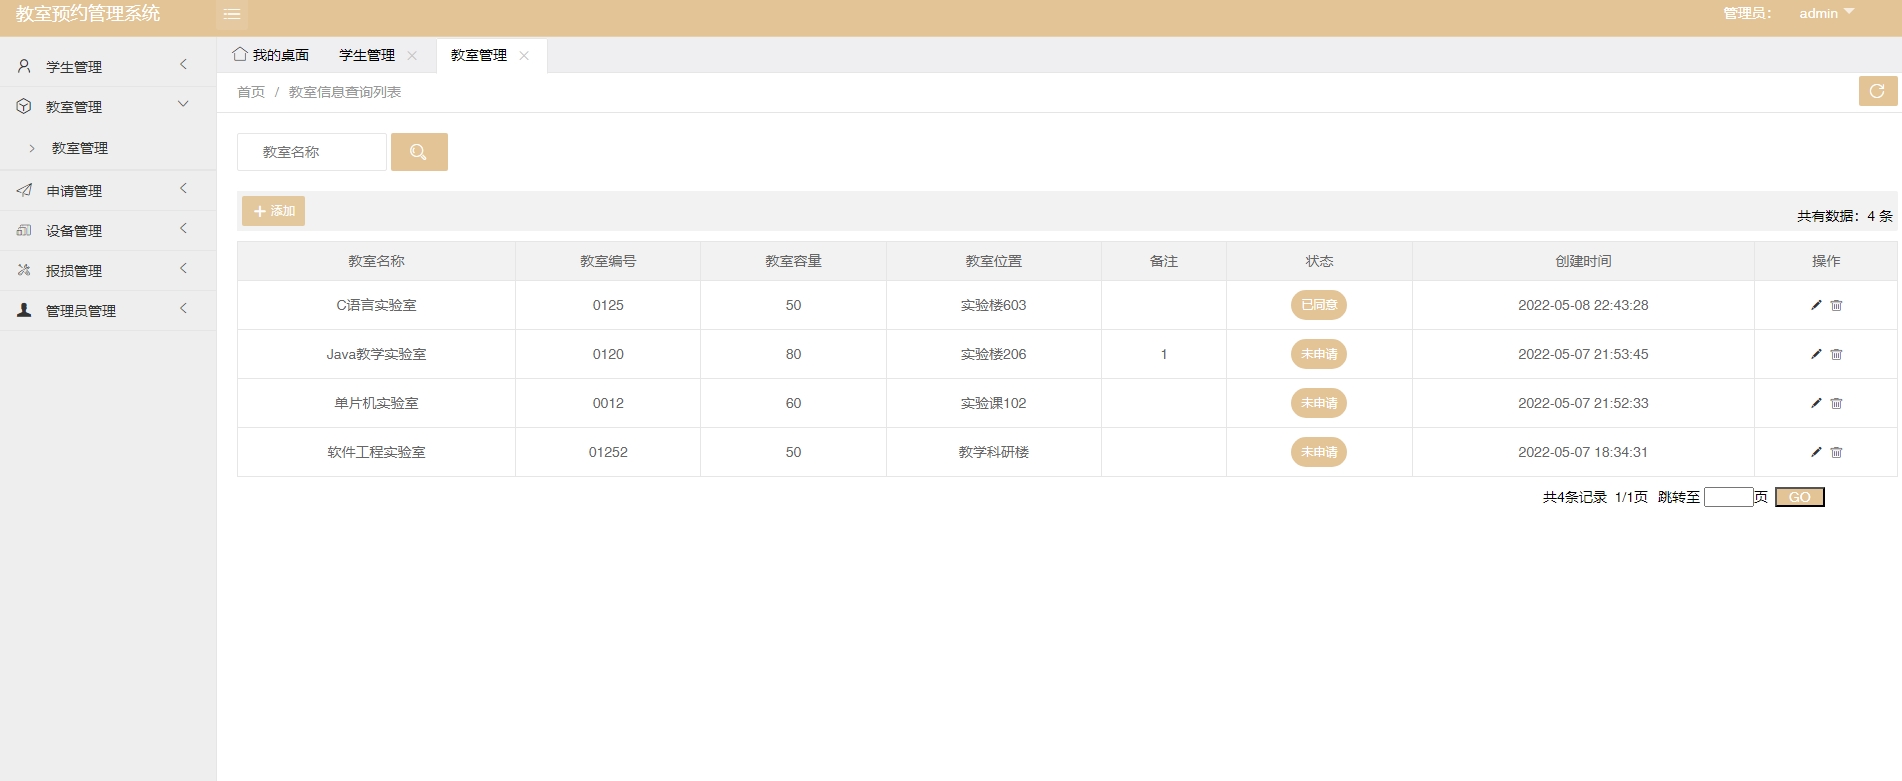 教室预约管理系统
管理员： admin
学生管理
教室管理
教室管理
申请管理
设备管理
报损管理
管理员管理
我的桌面 学生管理 教室管理
首页 / 教室信息查询列表
教室名称
添加
共有数据：4 条
教室名称 教室编号 教室容量 教室位置 备注 状态 创建时间 操作
C语言实验室 0125 50 实验楼603 已同意 2022-05-08 22:43:28
Java教学实验室 0120 80 实验楼206 1 未申请 2022-05-07 21:53:45
单片机实验室 0012 60 实验课102 未申请 2022-05-07 21:52:33
软件工程实验室 01252 50 教学科研楼 未申请 2022-05-07 18:34:31
共4条记录 1/1页 跳转至 页 GO